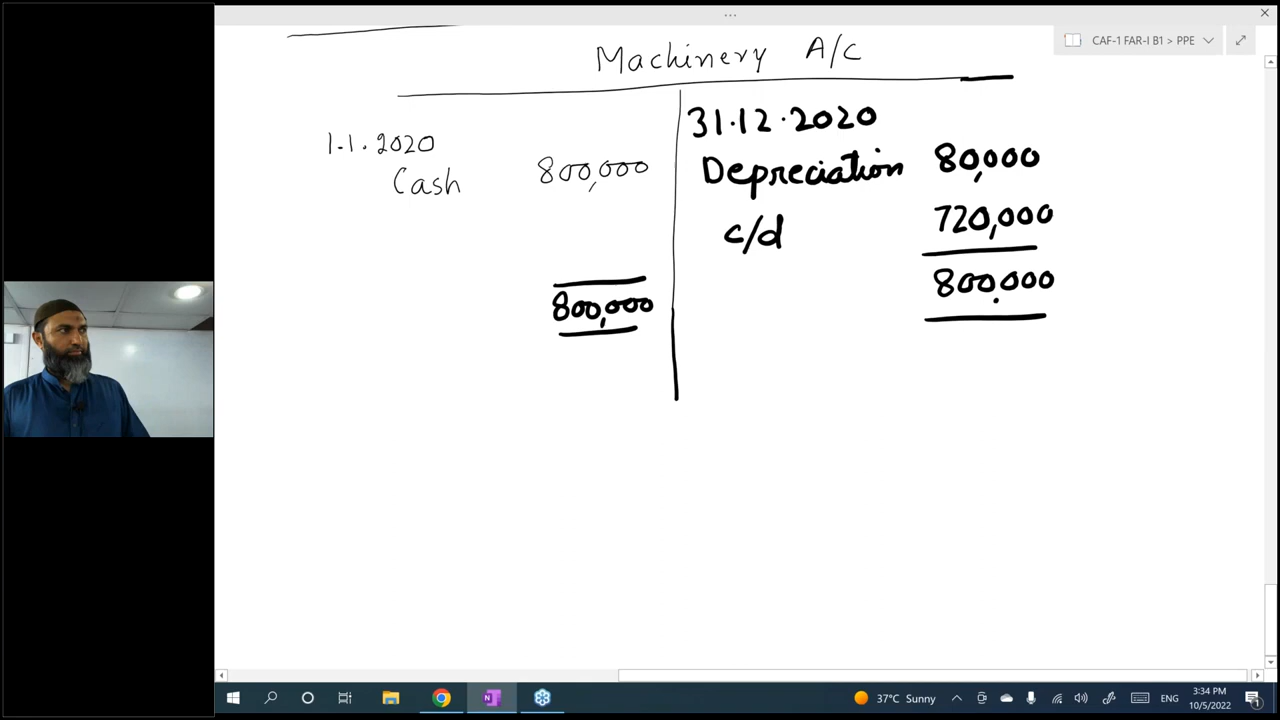 CAF-1 FAR-I B1 > PPE
Machinery A/C
1.1.2020
Cash 800,000
800,000
31.12.2020
Depreciation 80,000
c/d 720,000
800,000
37°C Sunny
ENG
3:34 PM
10/5/2022
1